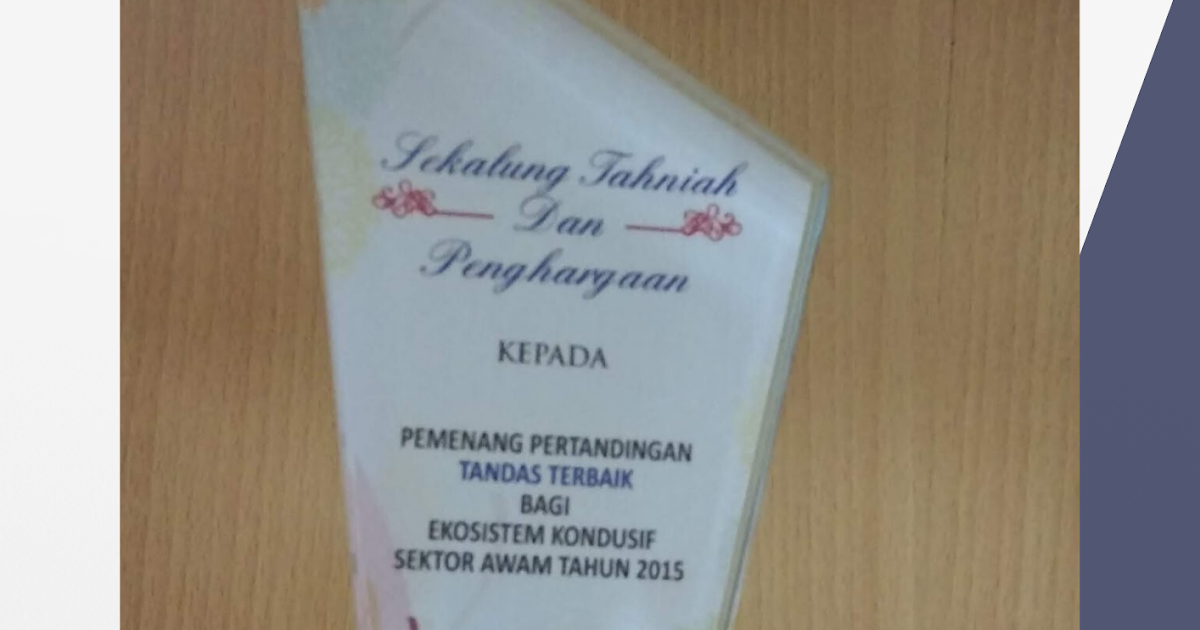 Sekalung Tahniah
Dan
Penghargaan
KEPADA
PEMENANG PERTANDINGAN
TANDAS TERBAIK
BAGI
EKOSISTEM KONDUSIF
SEKTOR AWAM TAHUN 2015